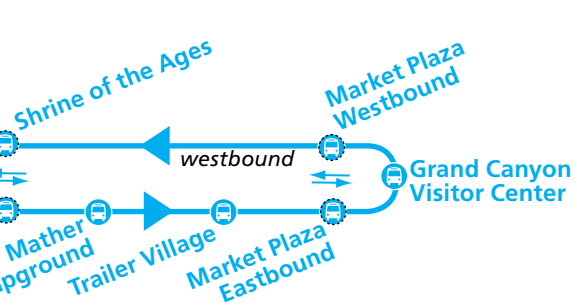 Shrine of the Ages
Market Plaza
Westbound
westbound
Grand Canyon
Visitor Center
Mather
Trailer Village
Market Plaza
Eastbound